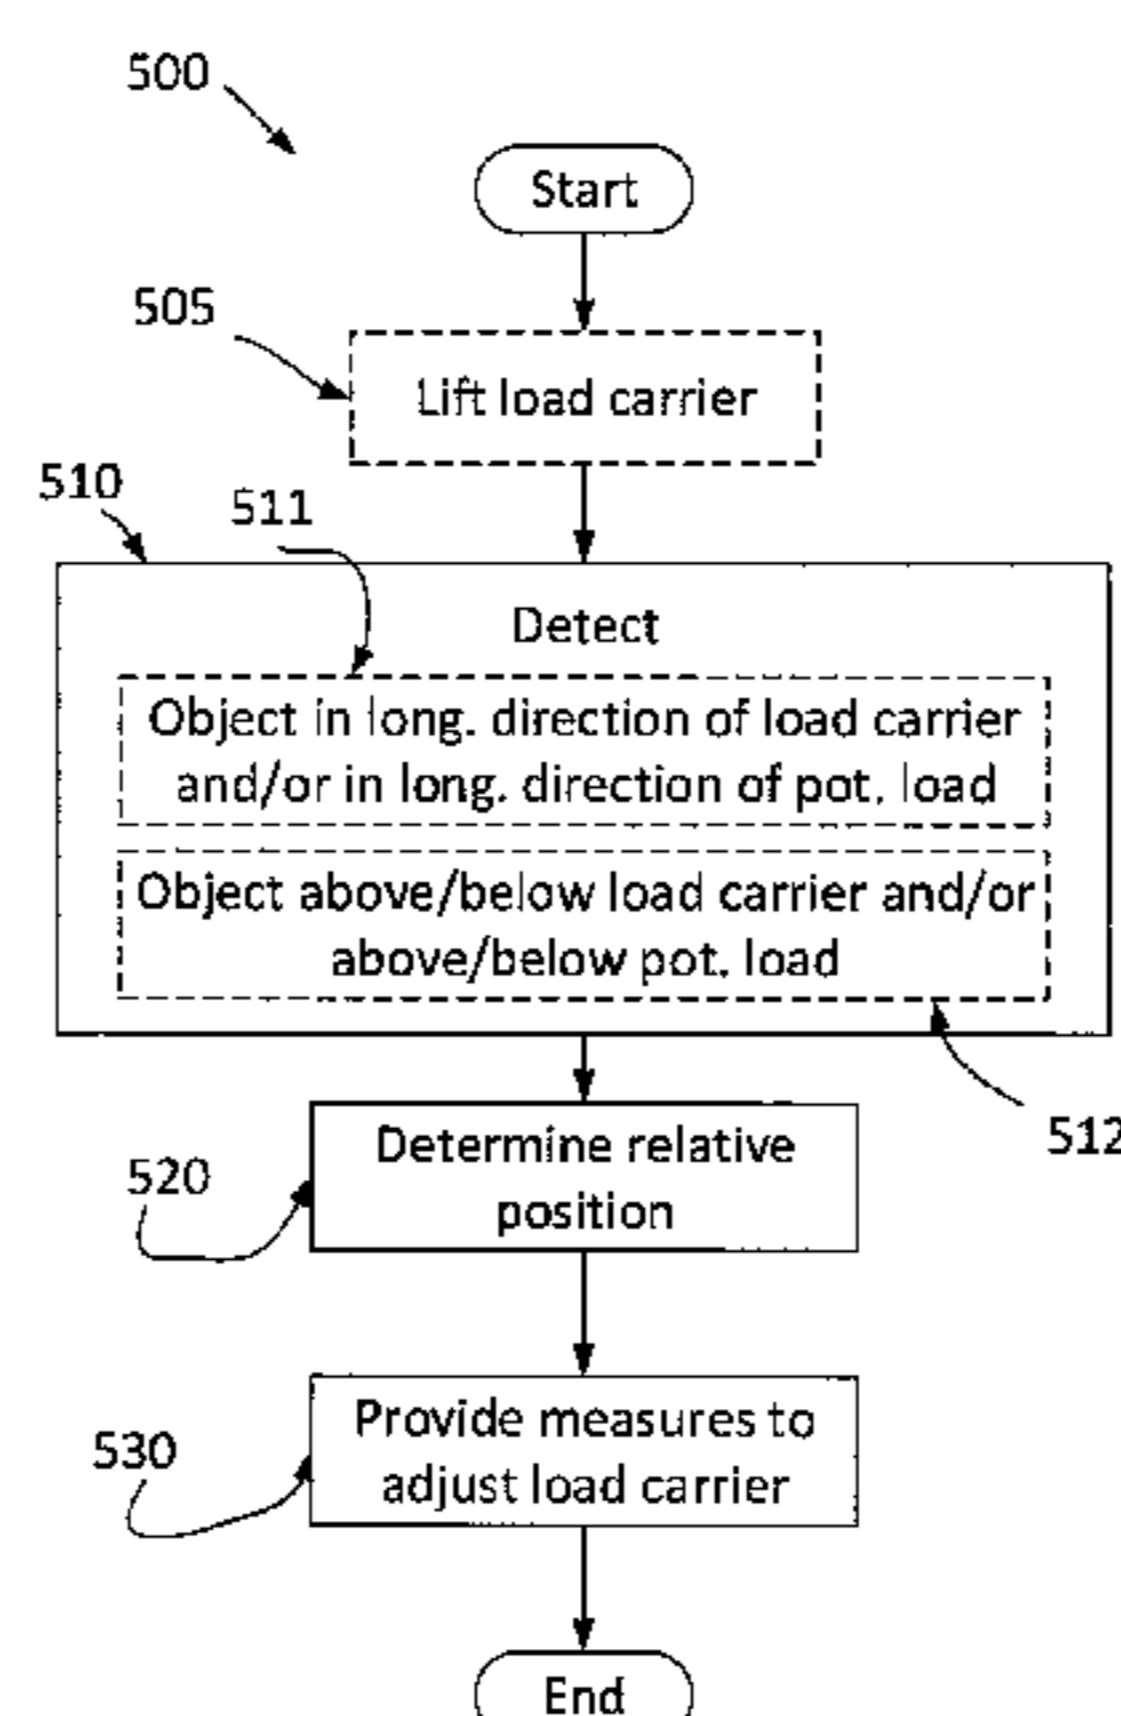 500
Start
505
Lift load carrier
510
511
Detect
Object in long. direction of load carrier
and/or in long. direction of pot. load
Object above/below load carrier and/or
above/below pot. load
512
Determine relative
position
520
Provide measures to
adjust load carrier
530
End